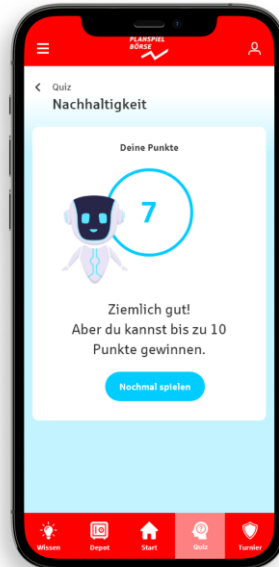 PLANSPIEL
BÖRSE
Quiz
Nachhaltigkeit
Deine Punkte
7
Ziemlich gut!
Aber du kannst bis zu 10
Punkte gewinnen.
Nochmal spielen
Wissen
Depot
Start
Quiz
Turnier